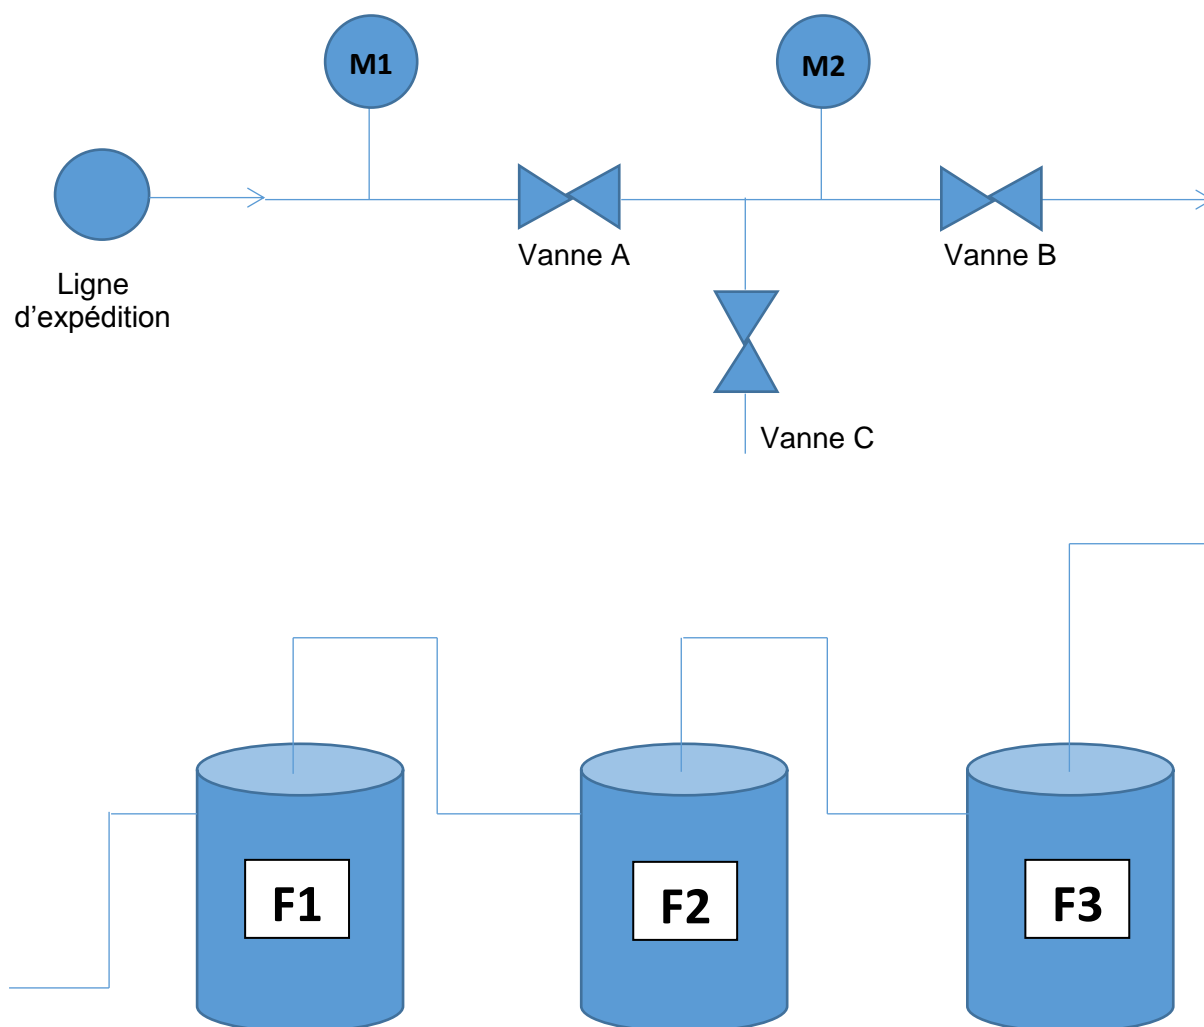 M1
M2
Vanne A
Vanne B
Ligne
d'expédition
Vanne C
F1
F2
F3